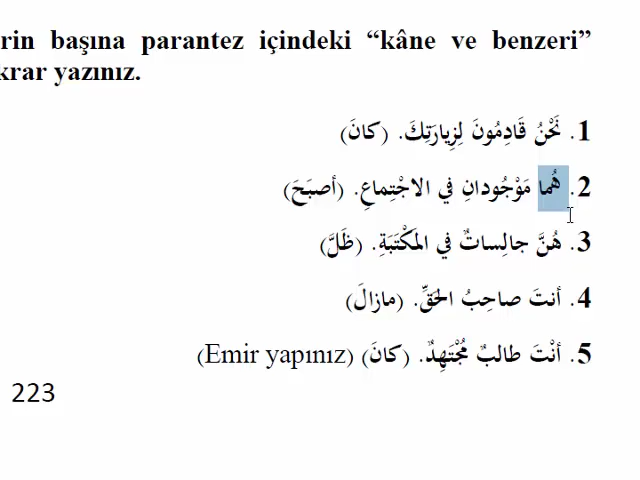 rin başına parantez içindeki “kâne ve benzeri”
krar yazınız.
1. نَحْنُ قَادِمُونَ لِزِيارَتِكَ. (كانَ)
2. هُما مَوْجُودانِ في الاجْتِماعِ. (أصبَحَ)
3. هُنَّ جالِساتٌ في المَكْتَبَةِ. (ظَلَّ)
4. أنتَ صاحِبُ الحَقِّ. (مازالَ)
5. أنْتَ طالبٌ مُجْتَهِدٌ. (كانَ) (Emir yapınız)
223